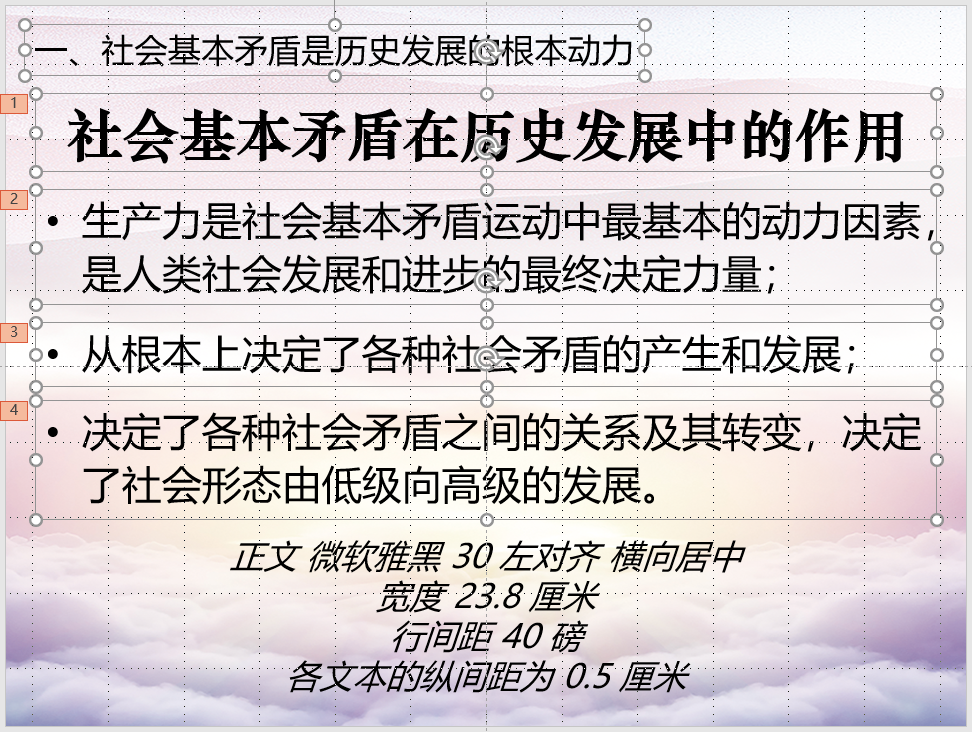 一、社会基本矛盾是历史发展的根本动力
1
社会基本矛盾在历史发展中的作用
2
• 生产力是社会基本矛盾运动中最基本的动力因素，
是人类社会发展和进步的最终决定力量；
3
• 从根本上决定了各种社会矛盾的产生和发展；
4
• 决定了各种社会矛盾之间的关系及其转变，决定
了社会形态由低级向高级的发展。
正文 微软雅黑 30 左对齐 横向居中
宽度 23.8 厘米
行间距 40 磅
各文本的纵间距为 0.5 厘米